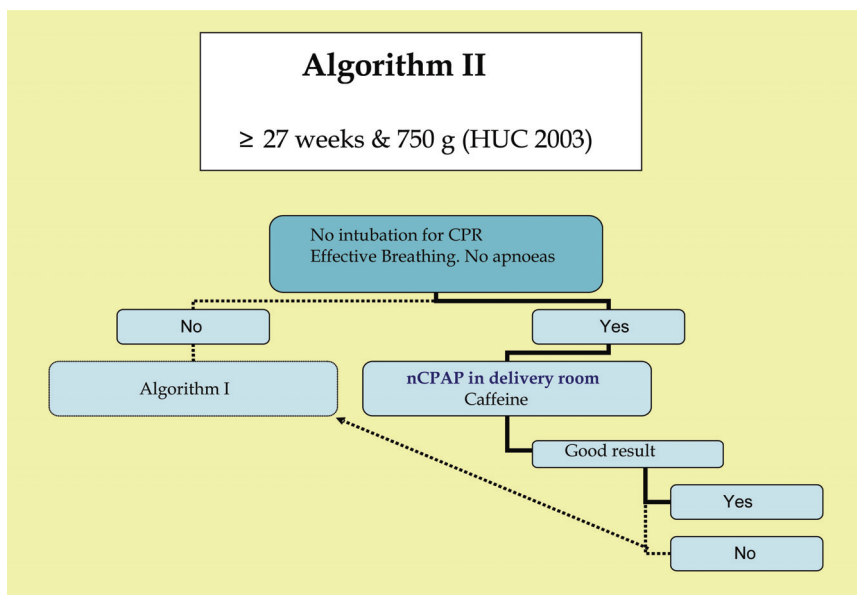 Algorithm II
≥ 27 weeks & 750 g (HUC 2003)
No intubation for CPR
Effective Breathing. No apnoeas
No
Yes
Algorithm I
nCPAP in delivery room
Caffeine
Good result
Yes
No